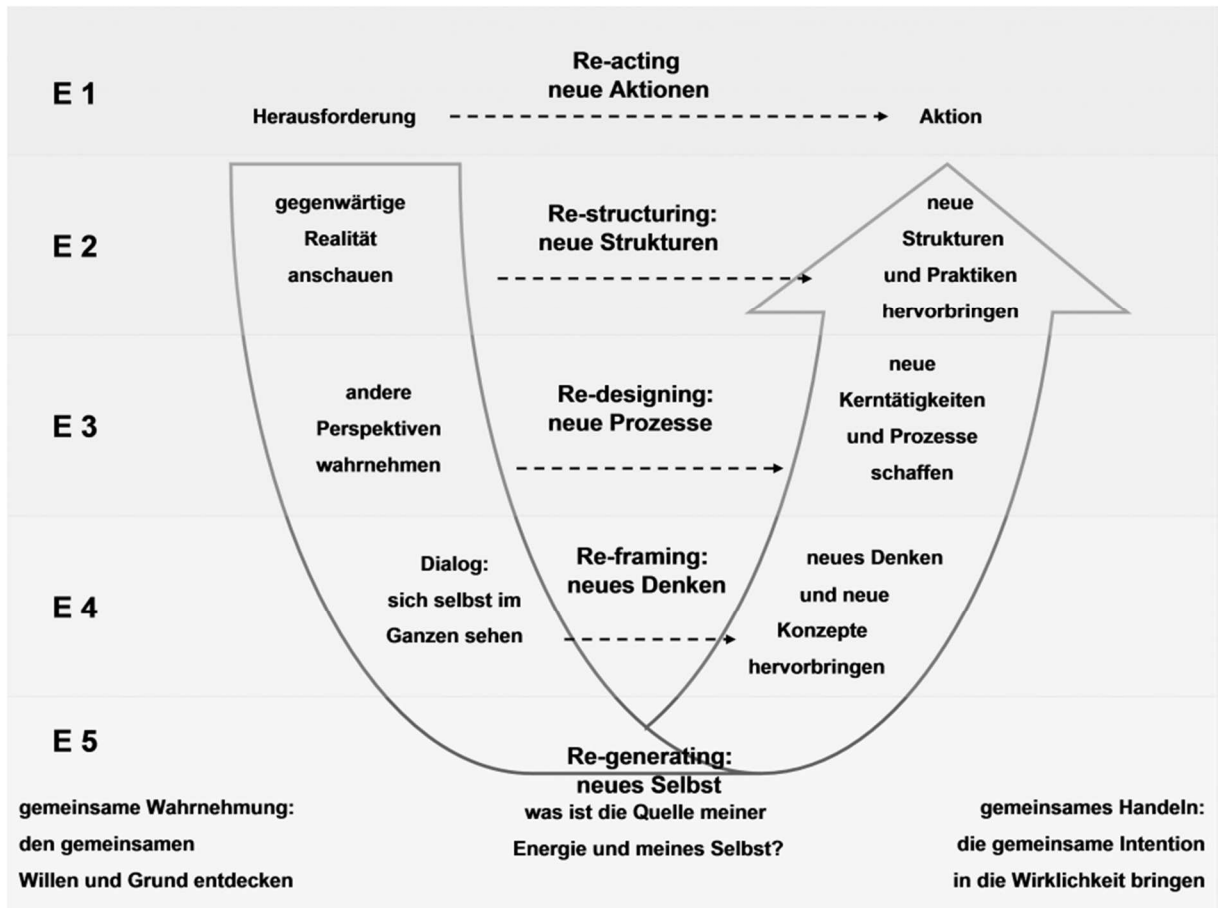 E 1
Re-acting
neue Aktionen
Herausforderung
Aktion
E 2
gegenwärtige
Realität
anschauen
Re-structuring:
neue Strukturen
neue
Strukturen
und Praktiken
hervorbringen
E 3
andere
Perspektiven
wahrnehmen
Re-designing:
neue Prozesse
neue
Kerntätigkeiten
und Prozesse
schaffen
E 4
Dialog:
sich selbst im
Ganzen sehen
Re-framing:
neues Denken
neues Denken
und neue
Konzepte
hervorbringen
E 5
Re-generating:
neues Selbst
was ist die Quelle meiner
Energie und meines Selbst?
gemeinsame Wahrnehmung:
den gemeinsamen
Willen und Grund entdecken
gemeinsames Handeln:
die gemeinsame Intention
in die Wirklichkeit bringen